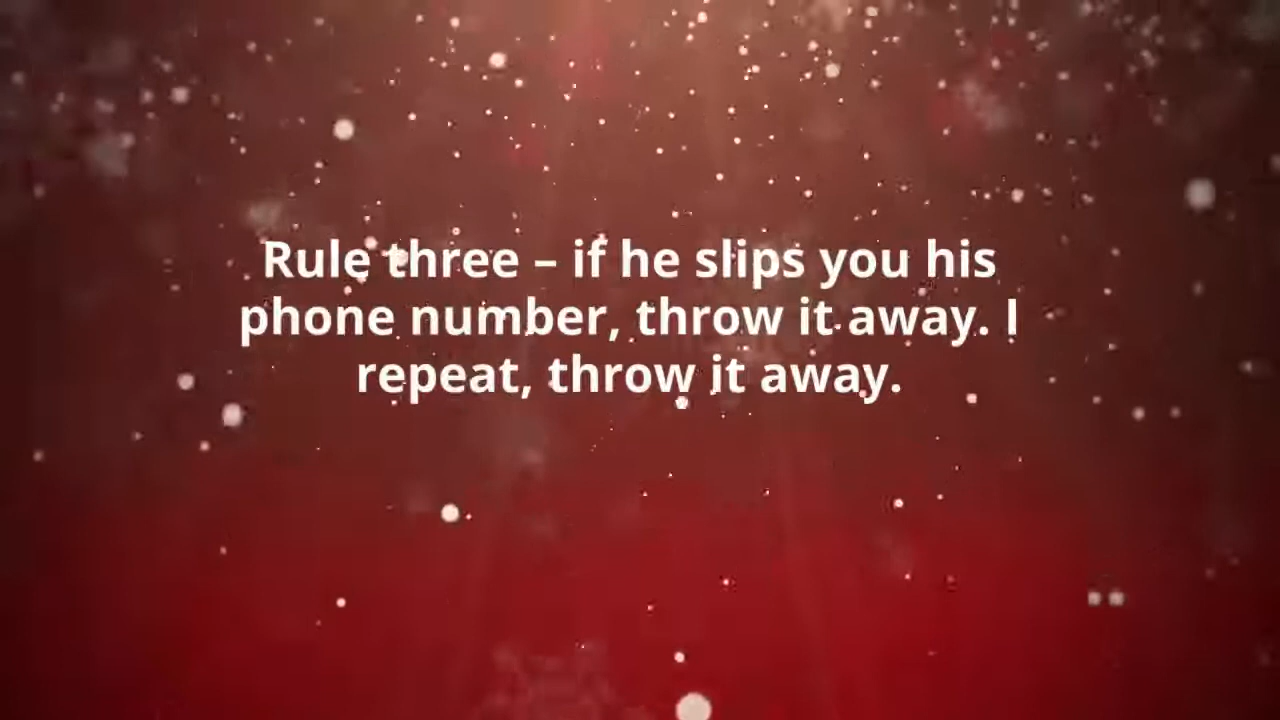 Rule three – if he slips you his
phone number, throw it away. I
repeat, throw it away.